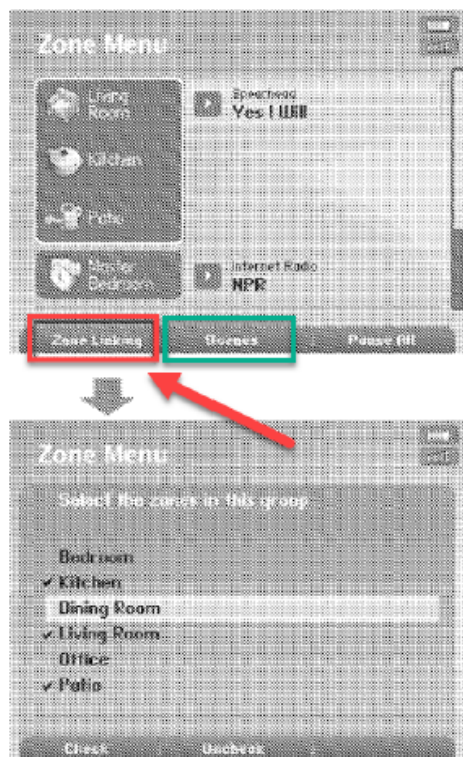 Zone Menu
Living
Room
Spearhead
Yes I Will
Kitchen
Patio
Master
Bedroom
Internet Radio
NPR
Zone Linking
Scenes
Pause All
Zone Menu
Select the zones in this group
Bedroom
✓ Kitchen
Dining Room
✓ Living Room
Office
✓ Patio
Check
Uncheck